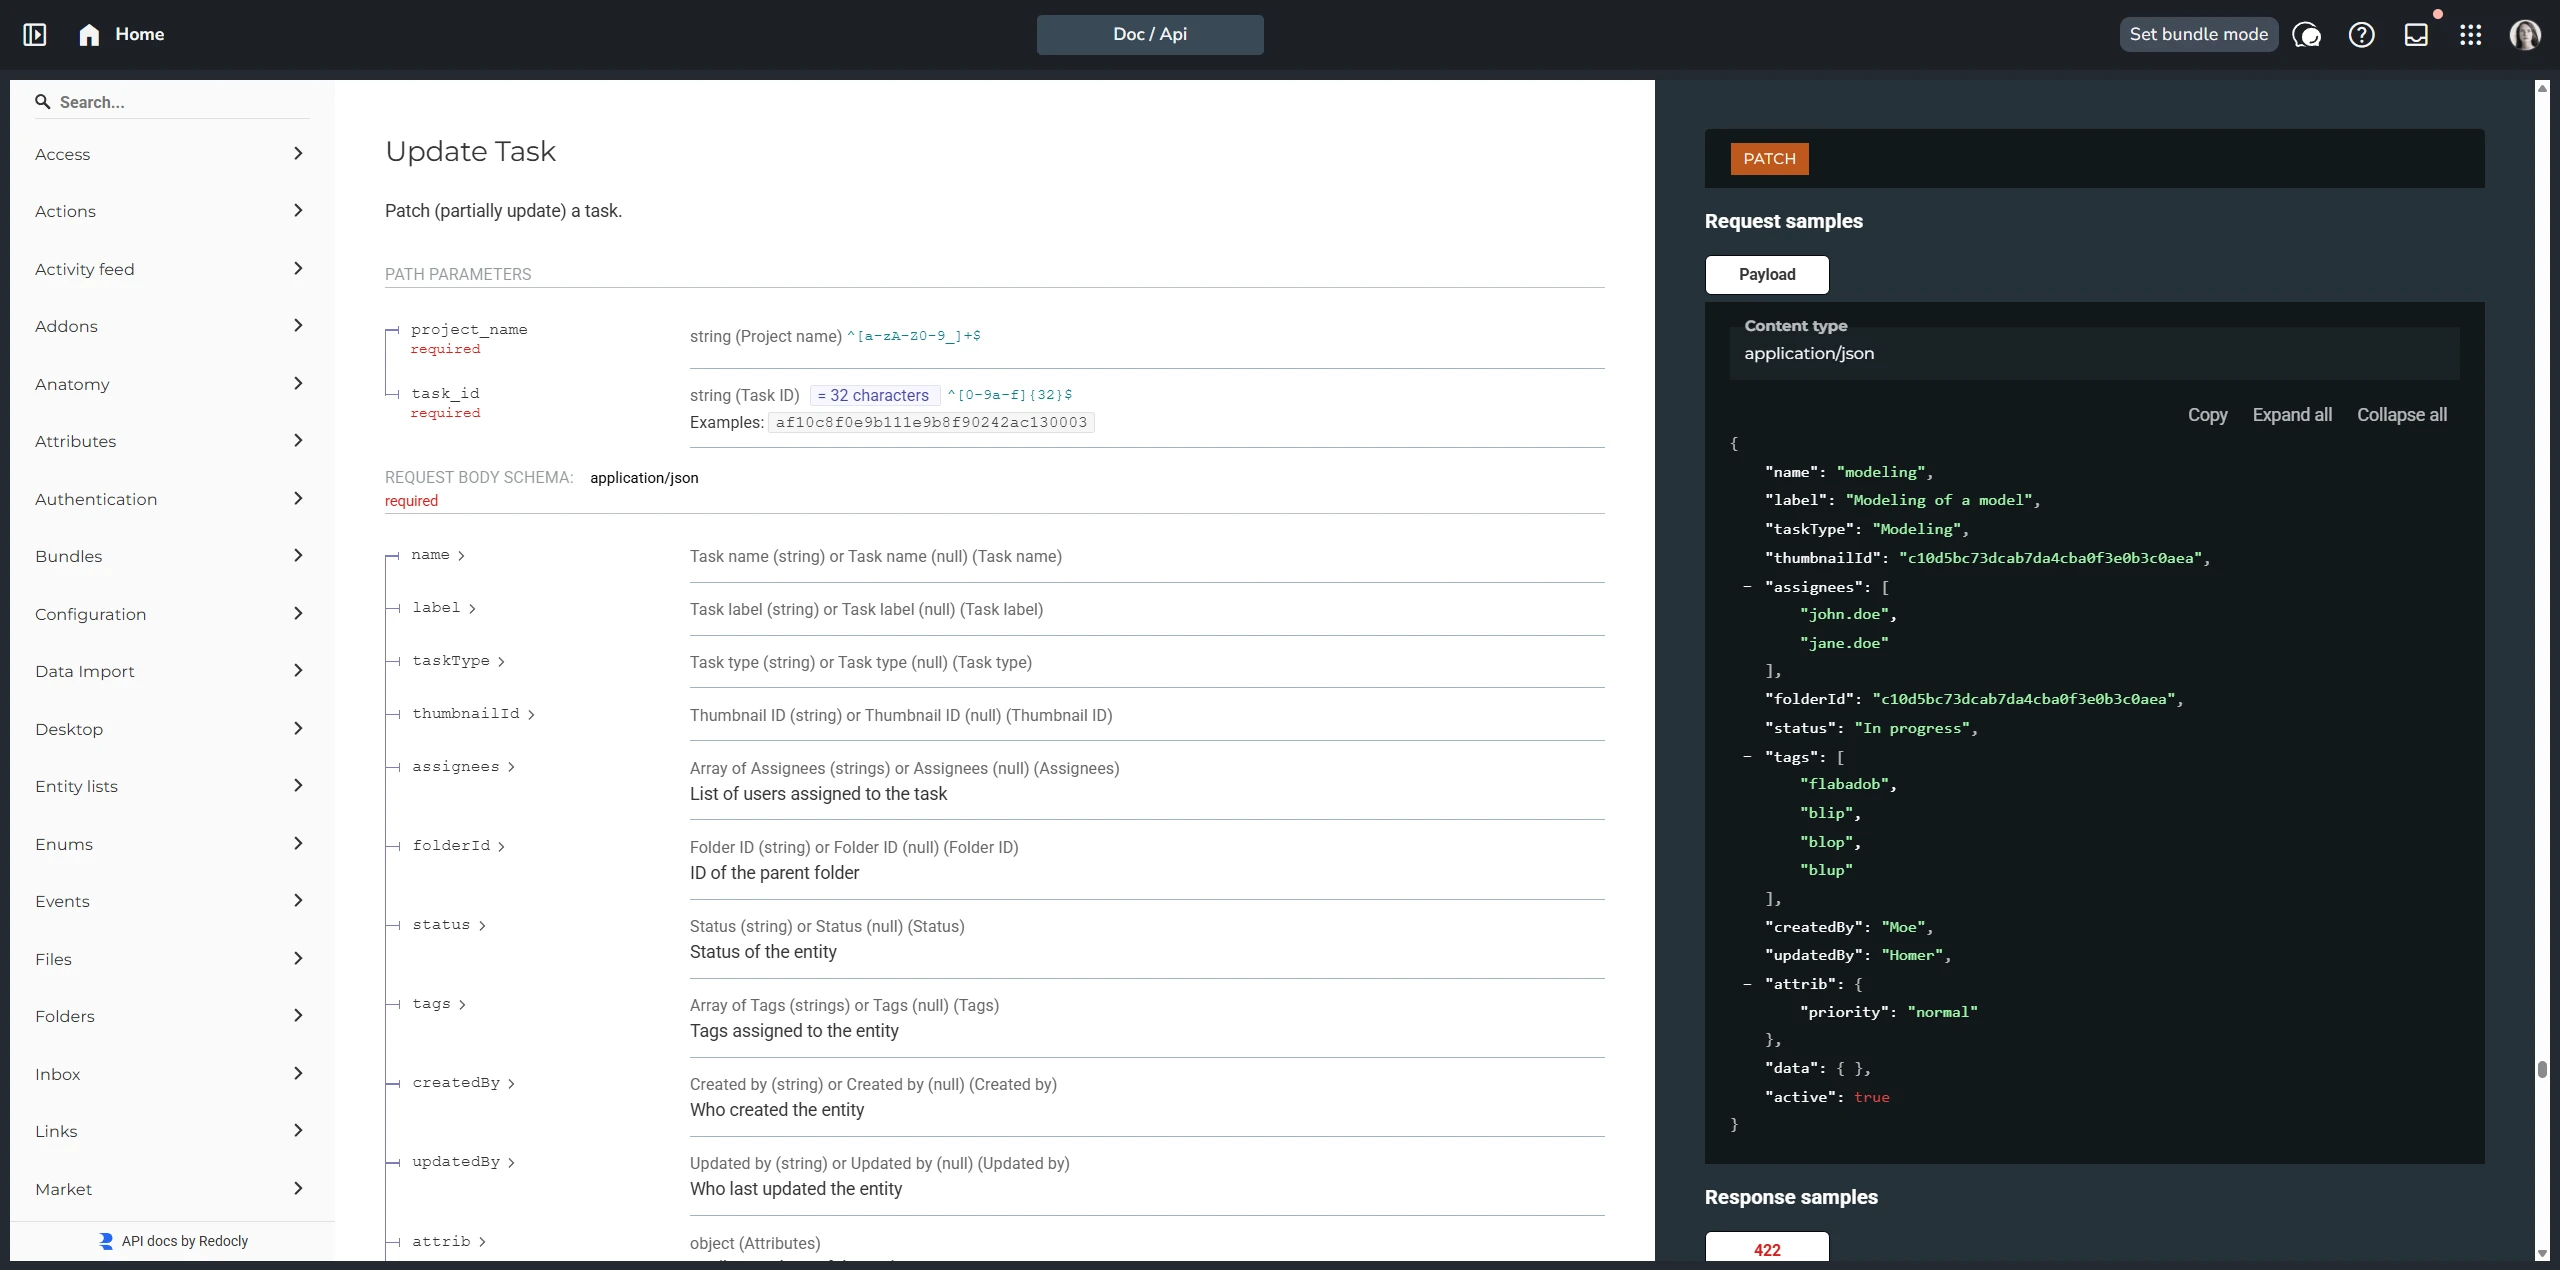 Home
Doc / Api
Set bundle mode
Search...
Access
Actions
Activity feed
Addons
Anatomy
Attributes
Authentication
Bundles
Configuration
Data Import
Desktop
Entity lists
Enums
Events
Files
Folders
Inbox
Links
Market
API docs by Redocly
Update Task
Patch (partially update) a task.
PATH PARAMETERS
project_name
required
string (Project name) ^[a-zA-Z0-9_]+$
task_id
required
string (Task ID) = 32 characters ^[0-9a-f]{32}$
Examples: af10c8f0e9b111e9b8f90242ac130003
REQUEST BODY SCHEMA: application/json
required
name
Task name (string) or Task name (null) (Task name)
label
Task label (string) or Task label (null) (Task label)
taskType
Task type (string) or Task type (null) (Task type)
thumbnailId
Thumbnail ID (string) or Thumbnail ID (null) (Thumbnail ID)
assignees
Array of Assignees (strings) or Assignees (null) (Assignees)
List of users assigned to the task
folderId
Folder ID (string) or Folder ID (null) (Folder ID)
ID of the parent folder
status
Status (string) or Status (null) (Status)
Status of the entity
tags
Array of Tags (strings) or Tags (null) (Tags)
Tags assigned to the entity
createdBy
Created by (string) or Created by (null) (Created by)
Who created the entity
updatedBy
Updated by (string) or Updated by (null) (Updated by)
Who last updated the entity
attrib
object (Attributes)
PATCH
Request samples
Payload
Content type
application/json
Copy Expand all Collapse all
{
"name": "modeling",
"label": "Modeling of a model",
"taskType": "Modeling",
"thumbnailId": "c10d5bc73dcab7da4cba0f3e0b3c0aea",
- "assignees": [
"john.doe",
"jane.doe"
],
"folderId": "c10d5bc73dcab7da4cba0f3e0b3c0aea",
"status": "In progress",
- "tags": [
"flabadob",
"blip",
"blop",
"blup"
],
"createdBy": "Moe",
"updatedBy": "Homer",
- "attrib": {
"priority": "normal"
},
"data": { },
"active": true
}
Response samples
422